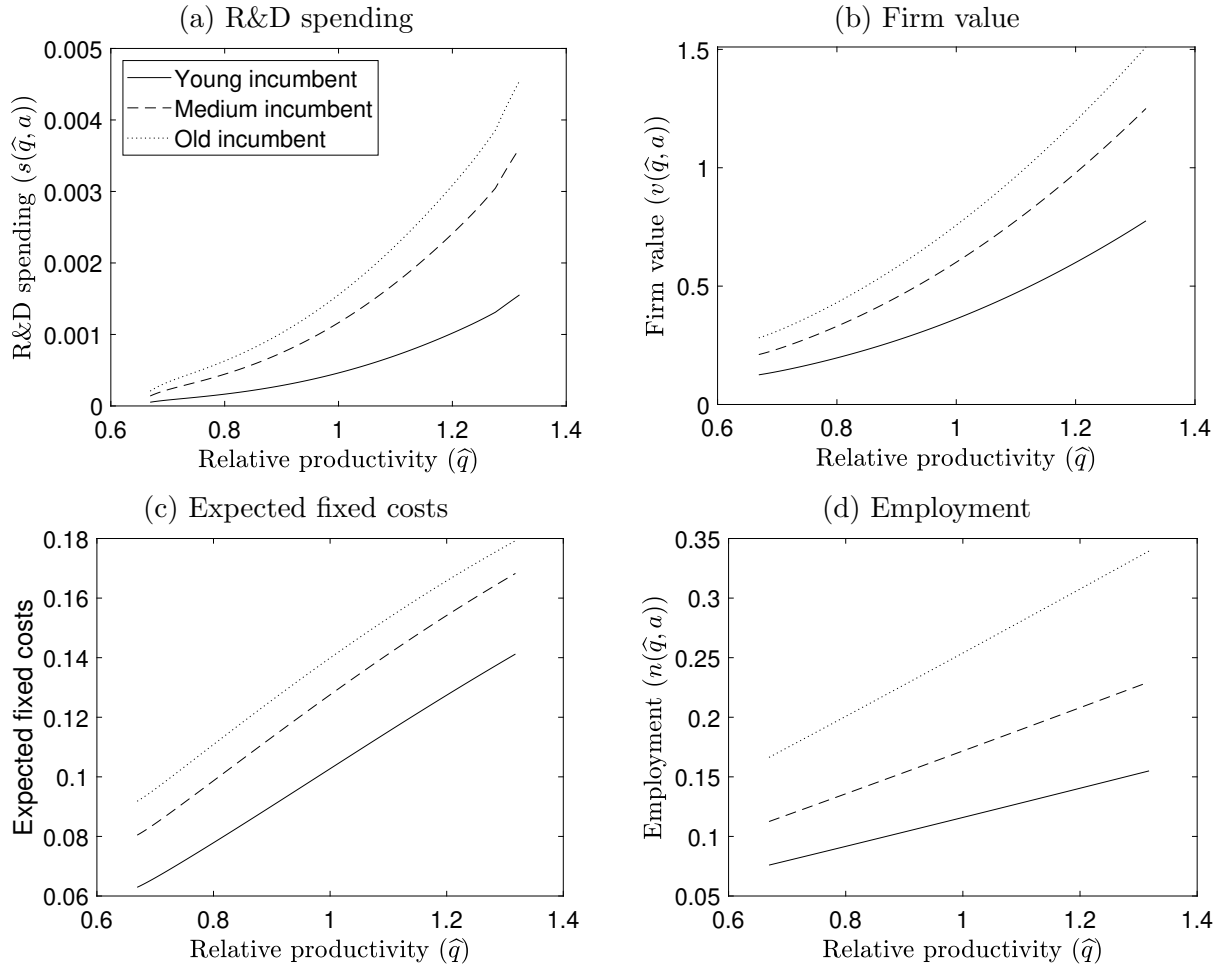 (a) R&D spending
0.005
0.004
0.003
0.002
0.001
0
R&D spending (s(q̂, a))
Young incumbent
Medium incumbent
Old incumbent
0.6 0.8 1 1.2 1.4
Relative productivity (q̂)
(b) Firm value
1.5
1
0.5
0
Firm value (v(q̂, a))
0.6 0.8 1 1.2 1.4
Relative productivity (q̂)
(c) Expected fixed costs
0.18
0.16
0.14
0.12
0.1
0.08
0.06
Expected fixed costs
0.6 0.8 1 1.2 1.4
Relative productivity (q̂)
(d) Employment
0.35
0.3
0.25
0.2
0.15
0.1
0.05
Employment (n(q̂, a))
0.6 0.8 1 1.2 1.4
Relative productivity (q̂)